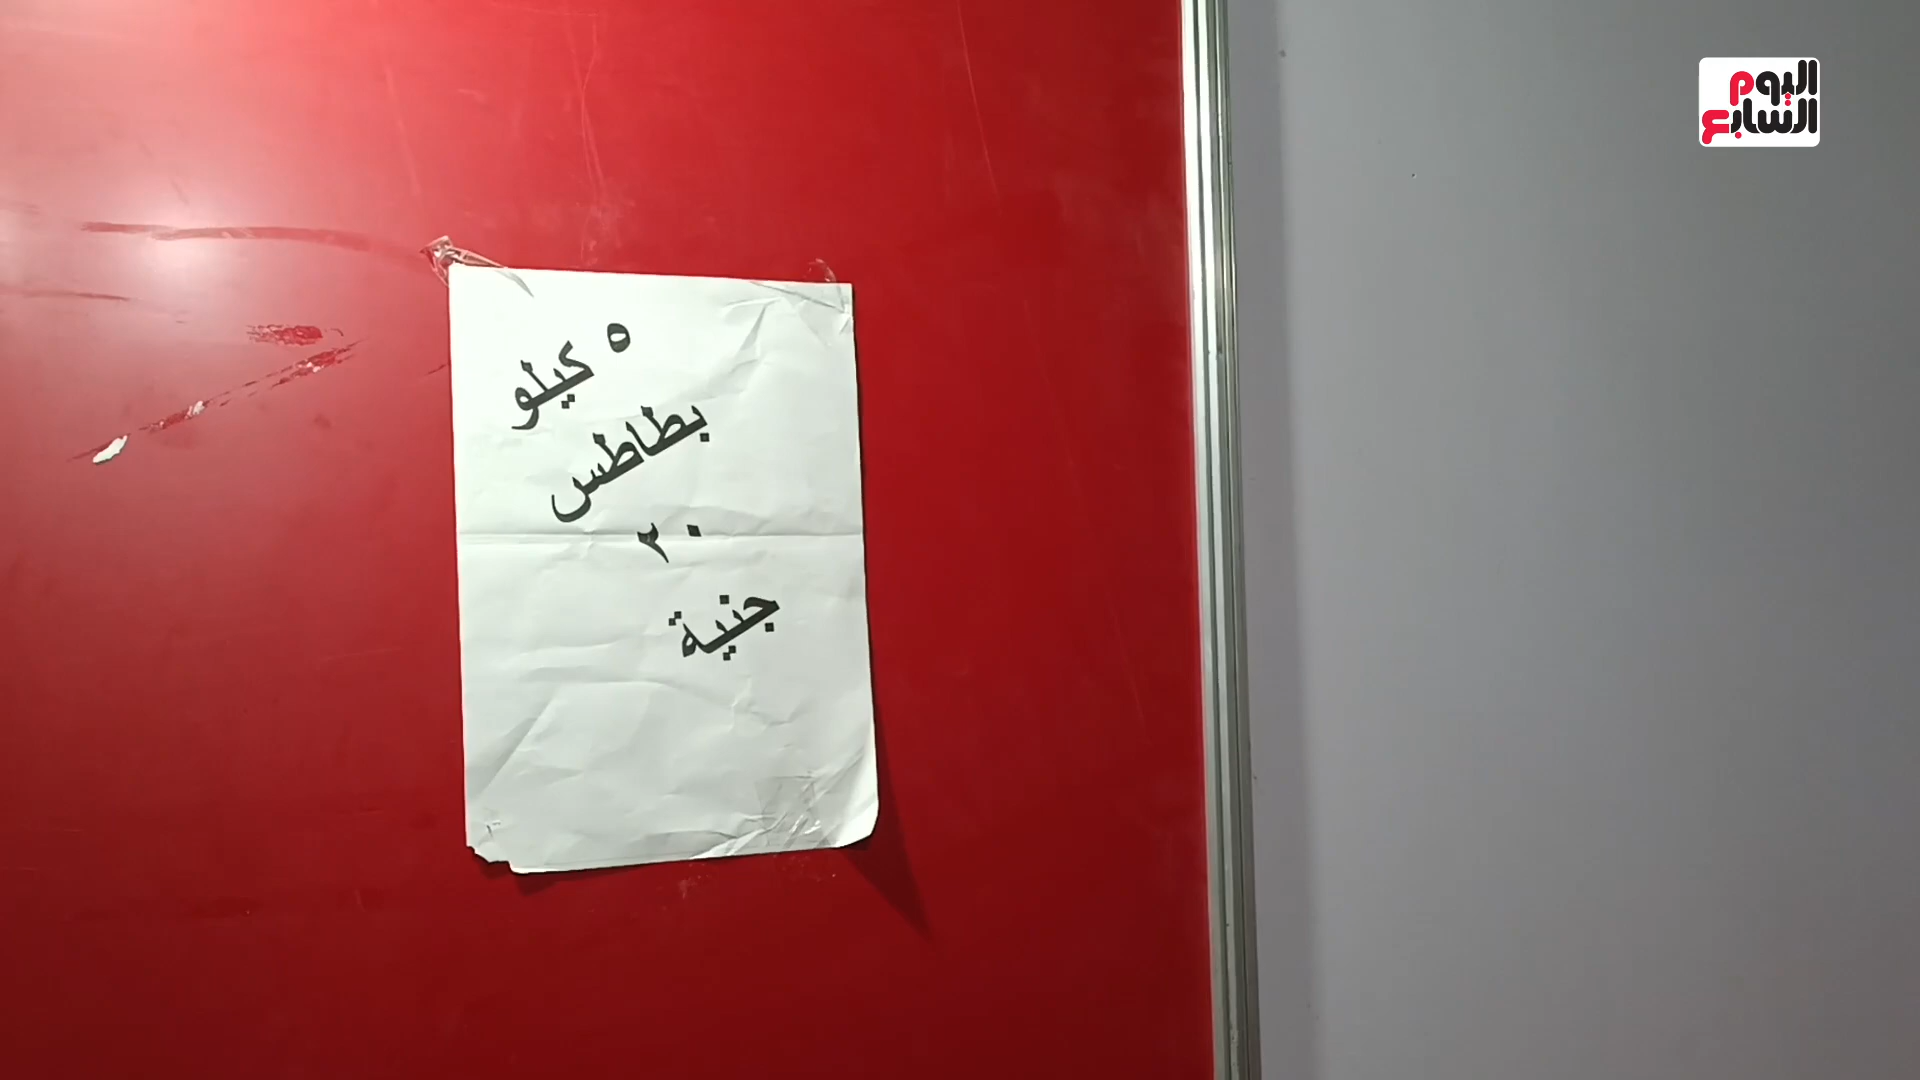 ٥ كيلو
بطاطس
٢٠
جنية
اليوم
السابع